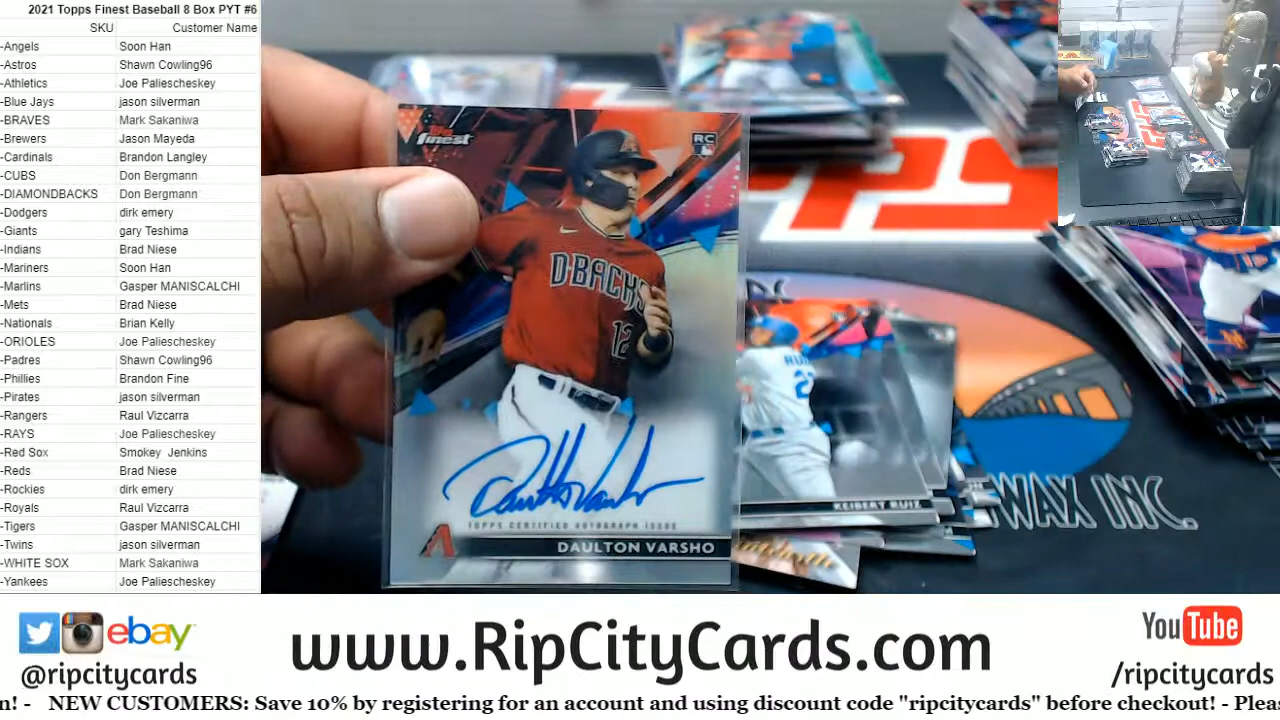 2021 Topps Finest Baseball 8 Box PYT #6
SKU Customer Name
-Angels Soon Han
-Astros Shawn Cowling96
-Athletics Joe Paliescheskey
-Blue Jays jason silverman
-BRAVES Mark Sakaniwa
-Brewers Jason Mayeda
-Cardinals Brandon Langley
-CUBS Don Bergmann
-DIAMONDBACKS Don Bergmann
-Dodgers dirk emery
-Giants gary Teshima
-Indians Brad Niese
-Mariners Soon Han
-Marlins Gasper MANISCALCHI
-Mets Brad Niese
-Nationals Brian Kelly
-ORIOLES Joe Paliescheskey
-Padres Shawn Cowling96
-Phillies Brandon Fine
-Pirates jason silverman
-Rangers Raul Vizcarra
-RAYS Joe Paliescheskey
-Red Sox Smokey Jenkins
-Reds Brad Niese
-Rockies dirk emery
-Royals Raul Vizcarra
-Tigers Gasper MANISCALCHI
-Twins jason silverman
-WHITE SOX Mark Sakaniwa
-Yankees Joe Paliescheskey
finest
RC
D-BACKS
12
TOPPS CERTIFIED AUTOGRAPH ISSUE
DAULTON VARSHO
RUIZ
KEIBERT RUIZ
WAX INC.
ebay
@ripcitycards
www.RipCityCards.com
YouTube
/ripcitycards
n! - NEW CUSTOMERS: Save 10% by registering for an account and using discount code "ripcitycards" before checkout! - Pleas